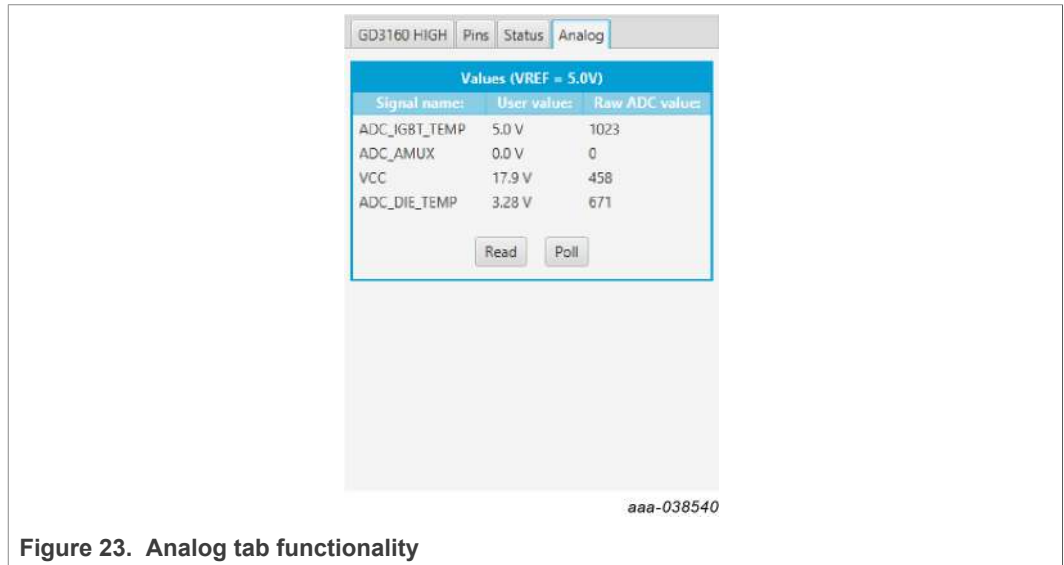 GD3160 HIGH Pins Status Analog
Values (VREF = 5.0V)
Signal name: User value: Raw ADC value:
ADC_IGBT_TEMP 5.0 V 1023
ADC_AMUX 0.0 V 0
VCC 17.9 V 458
ADC_DIE_TEMP 3.28 V 671
Read Poll
aaa-038540
Figure 23. Analog tab functionality